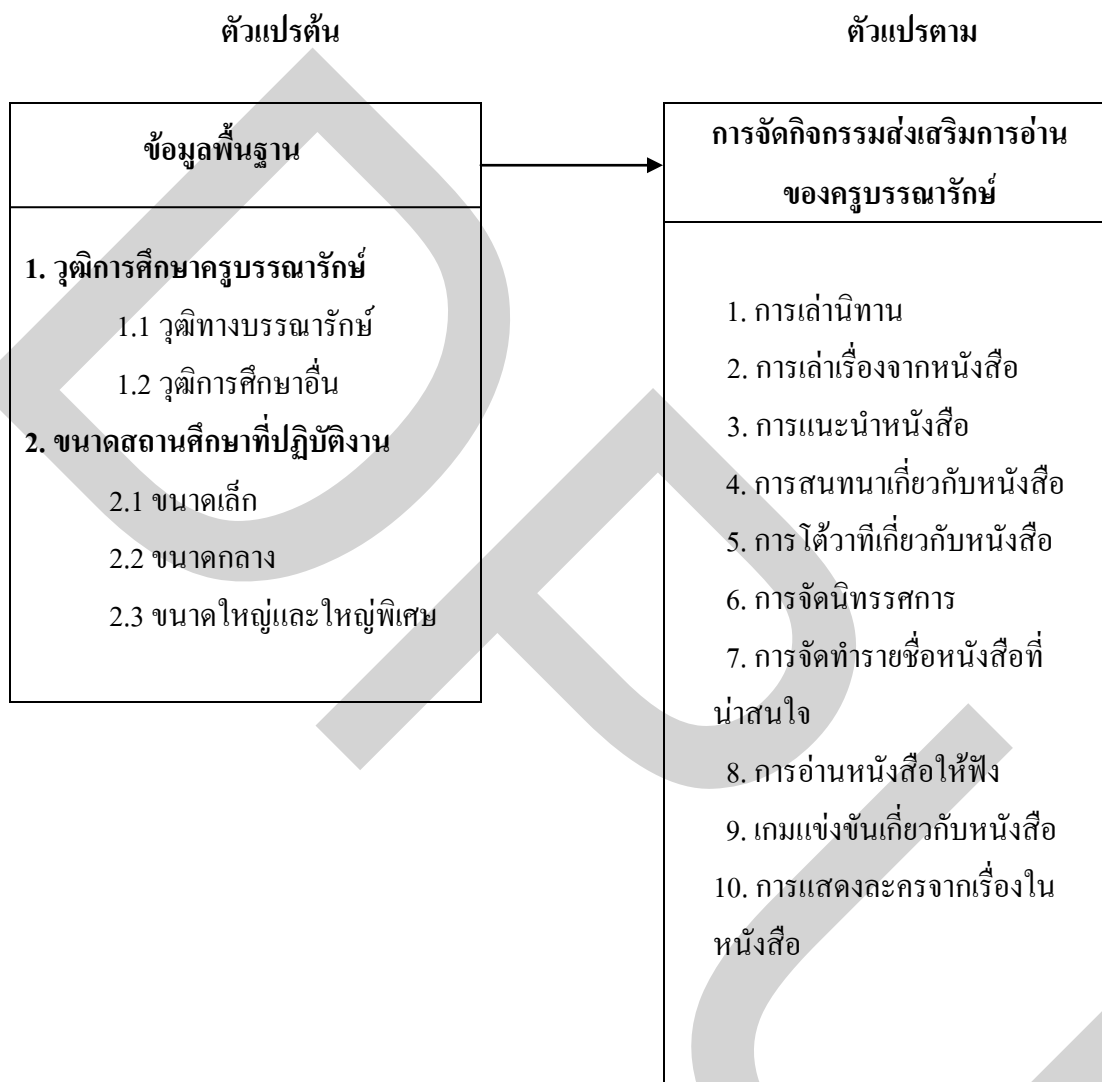 ตัวแปรต้น
ตัวแปรตาม
ข้อมูลพื้นฐาน
1. วุฒิการศึกษาครูบรรณารักษ์
1.1 วุฒิทางบรรณารักษ์
1.2 วุฒิการศึกษาอื่น
2. ขนาดสถานศึกษาที่ปฏิบัติงาน
2.1 ขนาดเล็ก
2.2 ขนาดกลาง
2.3 ขนาดใหญ่และใหญ่พิเศษ
การจัดกิจกรรมส่งเสริมการอ่าน
ของครูบรรณารักษ์
1. การเล่านิทาน
2. การเล่าเรื่องจากหนังสือ
3. การแนะนำหนังสือ
4. การสนทนาเกี่ยวกับหนังสือ
5. การโต้วาทีเกี่ยวกับหนังสือ
6. การจัดนิทรรศการ
7. การจัดทำรายชื่อหนังสือที่
น่าสนใจ
8. การอ่านหนังสือให้ฟัง
9. เกมแข่งขันเกี่ยวกับหนังสือ
10. การแสดงละครจากเรื่องใน
หนังสือ
DPU